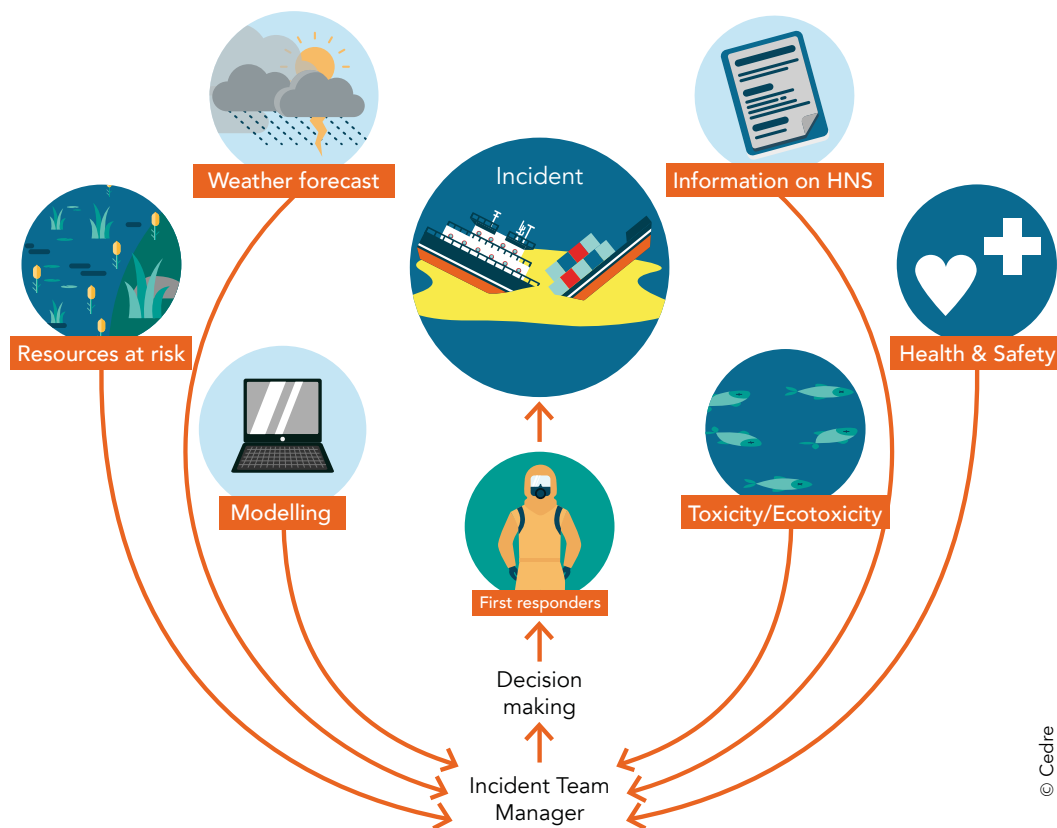 Weather forecast
Information on HNS
Incident
Resources at risk
Health & Safety
Modelling
Toxicity/Ecotoxicity
First responders
Decision
making
Incident Team
Manager
© Cedre